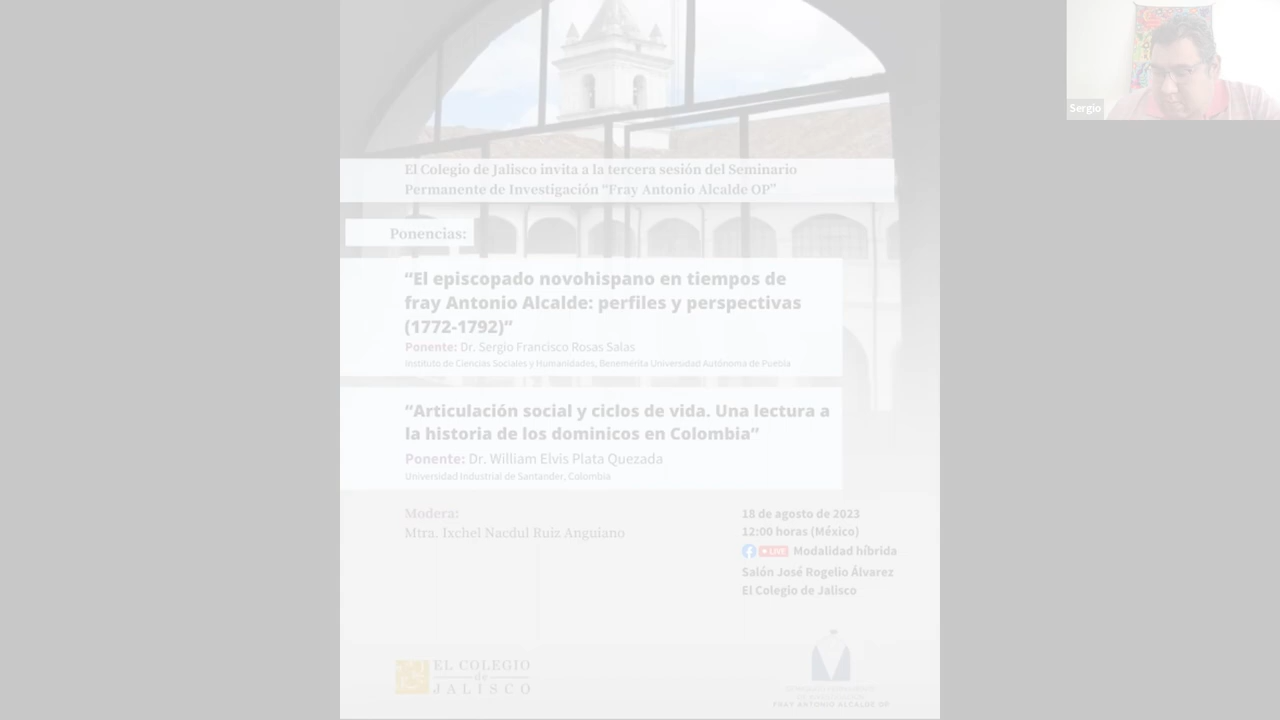 Sergio
El Colegio de Jalisco invita a la tercera sesión del Seminario
Permanente de Investigación “Fray Antonio Alcalde OP”
Ponencias:
“El episcopado novohispano en tiempos de
fray Antonio Alcalde: perfiles y perspectivas
(1772-1792)”
Ponente: Dr. Sergio Francisco Rosas Salas
Instituto de Ciencias Sociales y Humanidades, Benemérita Universidad Autónoma de Puebla
“Articulación social y ciclos de vida. Una lectura a
la historia de los dominicos en Colombia”
Ponente: Dr. William Elvis Plata Quezada
Universidad Industrial de Santander, Colombia
Modera:
Mtra. Ixchel Nacdul Ruiz Anguiano
18 de agosto de 2023
12:00 horas (México)
LIVE Modalidad híbrida
Salón José Rogelio Álvarez
El Colegio de Jalisco
EL COLEGIO
de
JALISCO
SEMINARIO PERMANENTE
DE INVESTIGACIÓN
FRAY ANTONIO ALCALDE OP